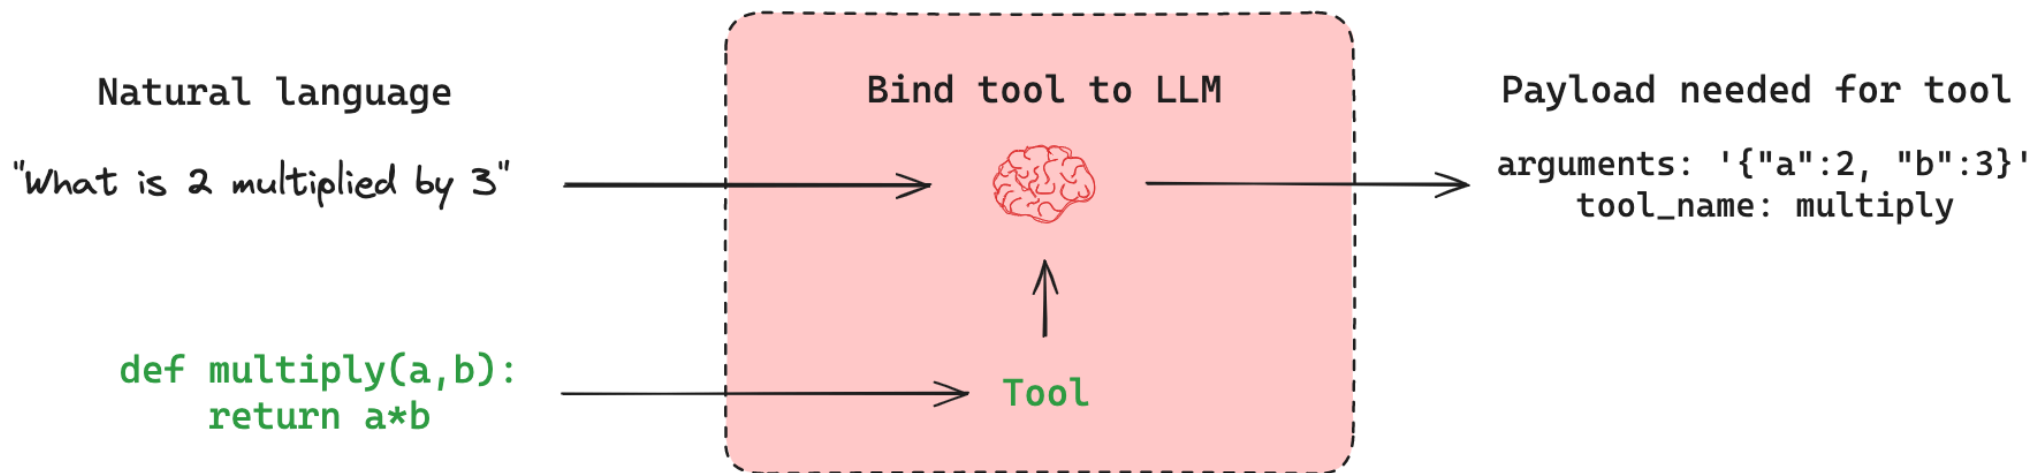 Natural language
"What is 2 multiplied by 3"
def multiply(a,b):
    return a*b
Bind tool to LLM
Tool
Payload needed for tool
arguments: '{"a":2, "b":3}'
tool_name: multiply